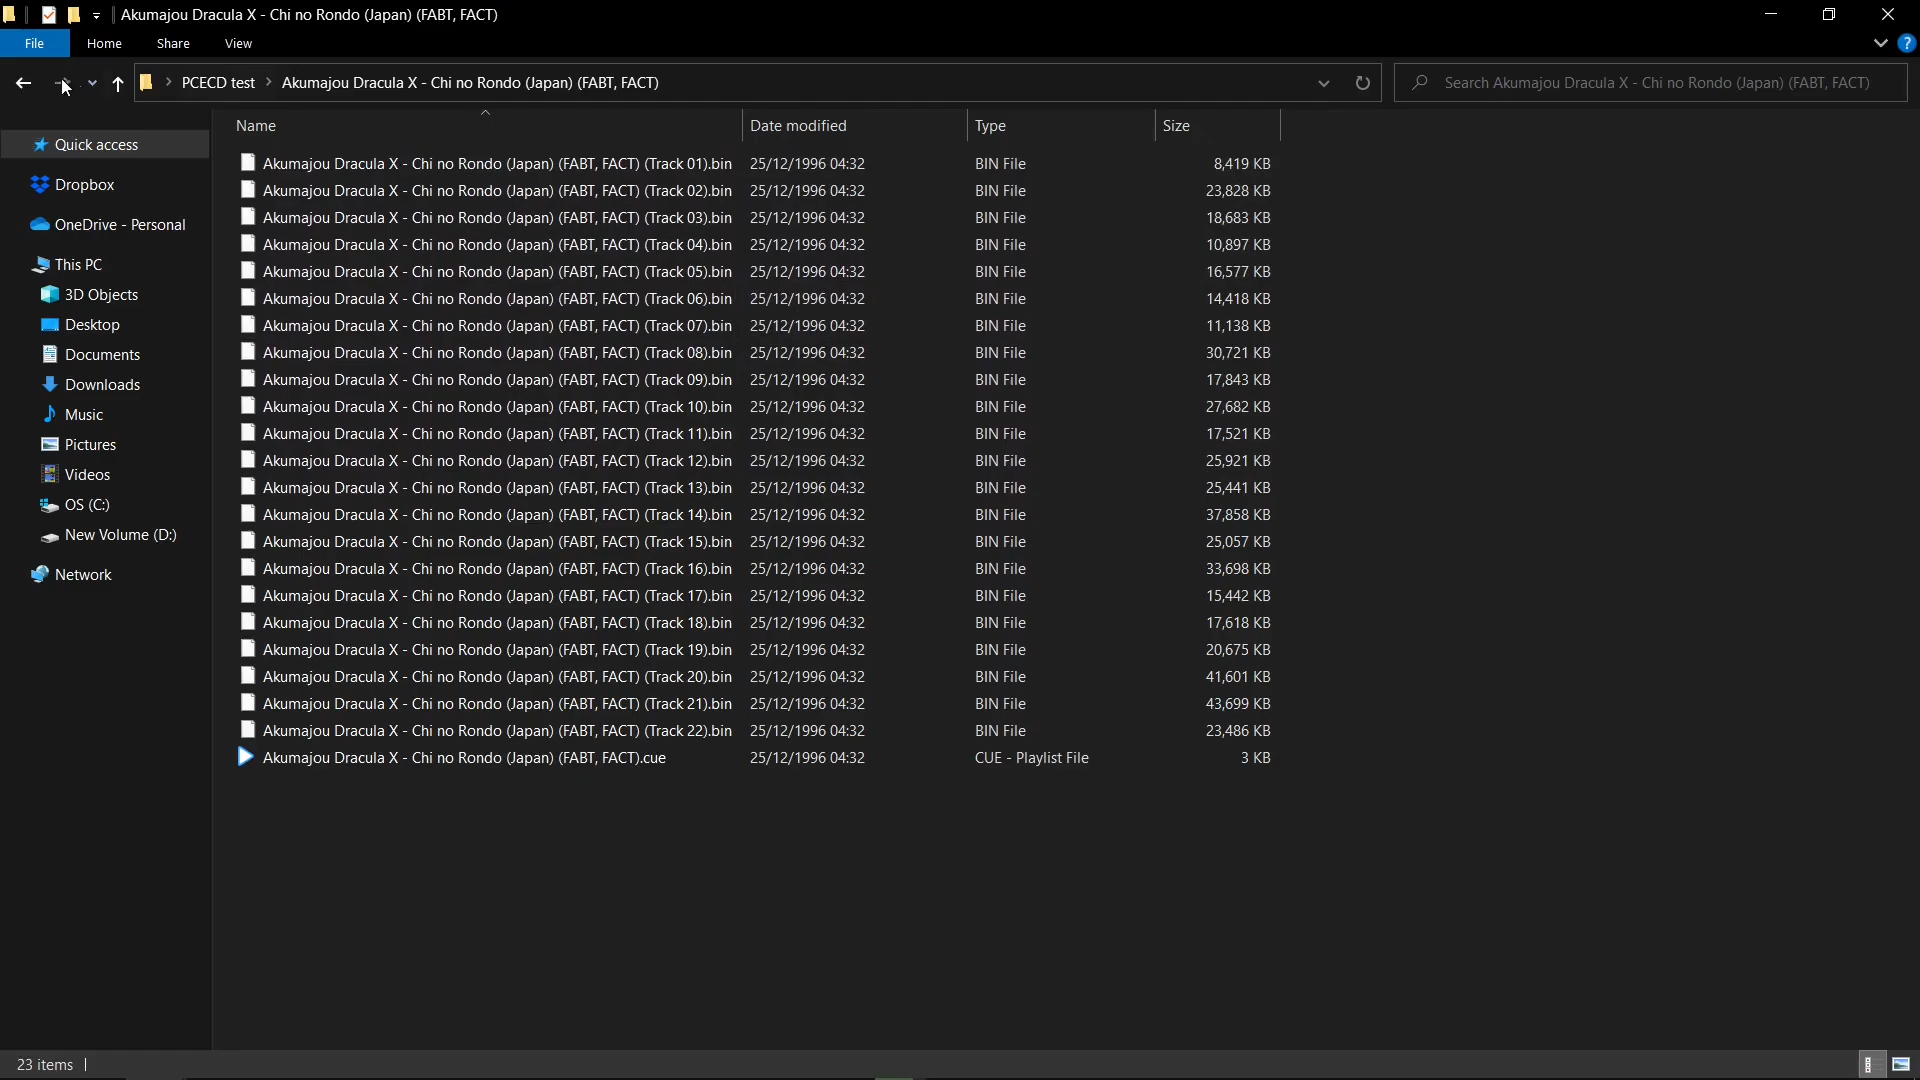 Akumajou Dracula X - Chi no Rondo (Japan) (FABT, FACT)
File Home Share View
PCECD test Akumajou Dracula X - Chi no Rondo (Japan) (FABT, FACT) Search Akumajou Dracula X - Chi no Rondo (Japan) (FABT, FACT)
Quick access
Dropbox
OneDrive - Personal
This PC
3D Objects
Desktop
Documents
Downloads
Music
Pictures
Videos
OS (C:)
New Volume (D:)
Network
Name Date modified Type Size
Akumajou Dracula X - Chi no Rondo (Japan) (FABT, FACT) (Track 01).bin 25/12/1996 04:32 BIN File 8,419 KB
Akumajou Dracula X - Chi no Rondo (Japan) (FABT, FACT) (Track 02).bin 25/12/1996 04:32 BIN File 23,828 KB
Akumajou Dracula X - Chi no Rondo (Japan) (FABT, FACT) (Track 03).bin 25/12/1996 04:32 BIN File 18,683 KB
Akumajou Dracula X - Chi no Rondo (Japan) (FABT, FACT) (Track 04).bin 25/12/1996 04:32 BIN File 10,897 KB
Akumajou Dracula X - Chi no Rondo (Japan) (FABT, FACT) (Track 05).bin 25/12/1996 04:32 BIN File 16,577 KB
Akumajou Dracula X - Chi no Rondo (Japan) (FABT, FACT) (Track 06).bin 25/12/1996 04:32 BIN File 14,418 KB
Akumajou Dracula X - Chi no Rondo (Japan) (FABT, FACT) (Track 07).bin 25/12/1996 04:32 BIN File 11,138 KB
Akumajou Dracula X - Chi no Rondo (Japan) (FABT, FACT) (Track 08).bin 25/12/1996 04:32 BIN File 30,721 KB
Akumajou Dracula X - Chi no Rondo (Japan) (FABT, FACT) (Track 09).bin 25/12/1996 04:32 BIN File 17,843 KB
Akumajou Dracula X - Chi no Rondo (Japan) (FABT, FACT) (Track 10).bin 25/12/1996 04:32 BIN File 27,682 KB
Akumajou Dracula X - Chi no Rondo (Japan) (FABT, FACT) (Track 11).bin 25/12/1996 04:32 BIN File 17,521 KB
Akumajou Dracula X - Chi no Rondo (Japan) (FABT, FACT) (Track 12).bin 25/12/1996 04:32 BIN File 25,921 KB
Akumajou Dracula X - Chi no Rondo (Japan) (FABT, FACT) (Track 13).bin 25/12/1996 04:32 BIN File 25,441 KB
Akumajou Dracula X - Chi no Rondo (Japan) (FABT, FACT) (Track 14).bin 25/12/1996 04:32 BIN File 37,858 KB
Akumajou Dracula X - Chi no Rondo (Japan) (FABT, FACT) (Track 15).bin 25/12/1996 04:32 BIN File 25,057 KB
Akumajou Dracula X - Chi no Rondo (Japan) (FABT, FACT) (Track 16).bin 25/12/1996 04:32 BIN File 33,698 KB
Akumajou Dracula X - Chi no Rondo (Japan) (FABT, FACT) (Track 17).bin 25/12/1996 04:32 BIN File 15,442 KB
Akumajou Dracula X - Chi no Rondo (Japan) (FABT, FACT) (Track 18).bin 25/12/1996 04:32 BIN File 17,618 KB
Akumajou Dracula X - Chi no Rondo (Japan) (FABT, FACT) (Track 19).bin 25/12/1996 04:32 BIN File 20,675 KB
Akumajou Dracula X - Chi no Rondo (Japan) (FABT, FACT) (Track 20).bin 25/12/1996 04:32 BIN File 41,601 KB
Akumajou Dracula X - Chi no Rondo (Japan) (FABT, FACT) (Track 21).bin 25/12/1996 04:32 BIN File 43,699 KB
Akumajou Dracula X - Chi no Rondo (Japan) (FABT, FACT) (Track 22).bin 25/12/1996 04:32 BIN File 23,486 KB
Akumajou Dracula X - Chi no Rondo (Japan) (FABT, FACT).cue 25/12/1996 04:32 CUE - Playlist File 3 KB
23 items